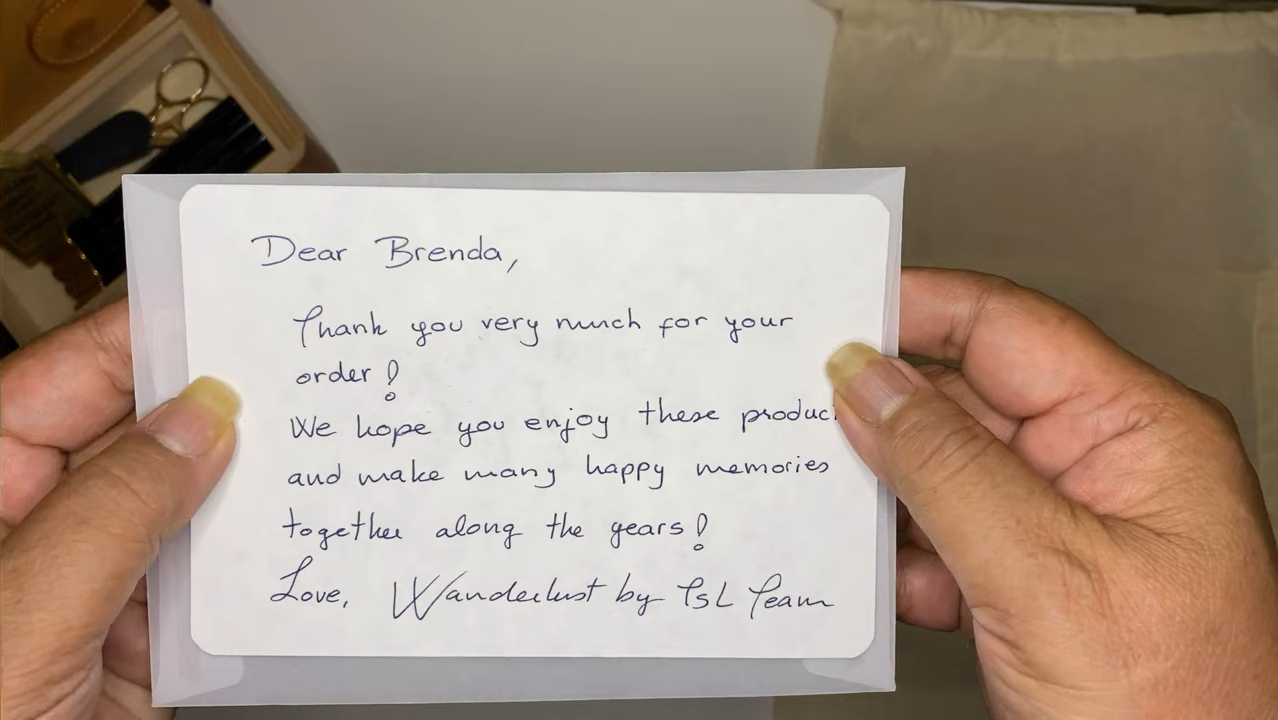 Dear Brenda,
Thank you very much for your
order!
We hope you enjoy these produc
and make many happy memories
together along the years!
Love, Wanderlust by TSL Team